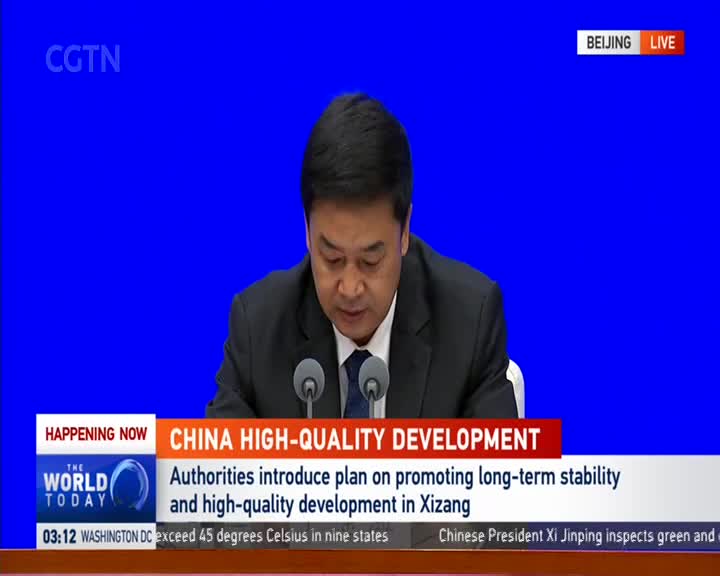 CGTN
BEIJING LIVE
HAPPENING NOW
CHINA HIGH-QUALITY DEVELOPMENT
THE
WORLD
TODAY
Authorities introduce plan on promoting long-term stability
and high-quality development in Xizang
03:12 WASHINGTON DC
exceed 45 degrees Celsius in nine states Chinese President Xi Jinping inspects green and